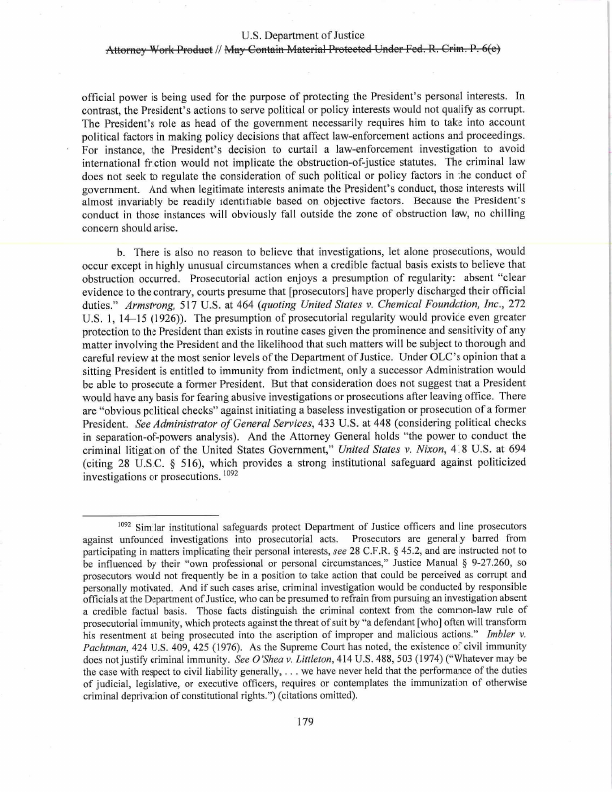 U.S. Department of Justice
Attorney Work Product // May Contain Material Protected Under Fed. R. Crim. P. 6(e)
official power is being used for the purpose of protecting the President's personal interests. In
contrast, the President's actions to serve political or policy interests would not qualify as corrupt.
The President's role as head of the government necessarily requires him to take into account
political factors in making policy decisions that affect law-enforcement actions and proceedings.
For instance, the President's decision to curtail a law-enforcement investigation to avoid
international friction would not implicate the obstruction-of-justice statutes. The criminal law
does not seek to regulate the consideration of such political or policy factors in the conduct of
government. And when legitimate interests animate the President's conduct, those interests will
almost invariably be readily identifiable based on objective factors. Because the President's
conduct in those instances will obviously fall outside the zone of obstruction law, no chilling
concern should arise.
b. There is also no reason to believe that investigations, let alone prosecutions, would
occur except in highly unusual circumstances when a credible factual basis exists to believe that
obstruction occurred. Prosecutorial action enjoys a presumption of regularity: absent "clear
evidence to the contrary, courts presume that [prosecutors] have properly discharged their official
duties." Armstrong, 517 U.S. at 464 (quoting United States v. Chemical Foundation, Inc., 272
U.S. 1, 14–15 (1926)). The presumption of prosecutorial regularity would provide even greater
protection to the President than exists in routine cases given the prominence and sensitivity of any
matter involving the President and the likelihood that such matters will be subject to thorough and
careful review at the most senior levels of the Department of Justice. Under OLC's opinion that a
sitting President is entitled to immunity from indictment, only a successor Administration would
be able to prosecute a former President. But that consideration does not suggest that a President
would have any basis for fearing abusive investigations or prosecutions after leaving office. There
are "obvious political checks" against initiating a baseless investigation or prosecution of a former
President. See Administrator of General Services, 433 U.S. at 448 (considering political checks
in separation-of-powers analysis). And the Attorney General holds "the power to conduct the
criminal litigation of the United States Government," United States v. Nixon, 418 U.S. at 694
(citing 28 U.S.C. § 516), which provides a strong institutional safeguard against politicized
investigations or prosecutions. 1092
1092 Similar institutional safeguards protect Department of Justice officers and line prosecutors
against unfounded investigations into prosecutorial acts. Prosecutors are generally barred from
participating in matters implicating their personal interests, see 28 C.F.R. § 45.2, and are instructed not to
be influenced by their "own professional or personal circumstances," Justice Manual § 9-27.260, so
prosecutors would not frequently be in a position to take action that could be perceived as corrupt and
personally motivated. And if such cases arise, criminal investigation would be conducted by responsible
officials at the Department of Justice, who can be presumed to refrain from pursuing an investigation absent
a credible factual basis. Those facts distinguish the criminal context from the common-law rule of
prosecutorial immunity, which protects against the threat of suit by "a defendant [who] often will transform
his resentment at being prosecuted into the ascription of improper and malicious actions." Imbler v.
Pachtman, 424 U.S. 409, 425 (1976). As the Supreme Court has noted, the existence of civil immunity
does not justify criminal immunity. See O'Shea v. Littleton, 414 U.S. 488, 503 (1974) ("Whatever may be
the case with respect to civil liability generally, . . . we have never held that the performance of the duties
of judicial, legislative, or executive officers, requires or contemplates the immunization of otherwise
criminal deprivation of constitutional rights.") (citations omitted).
179